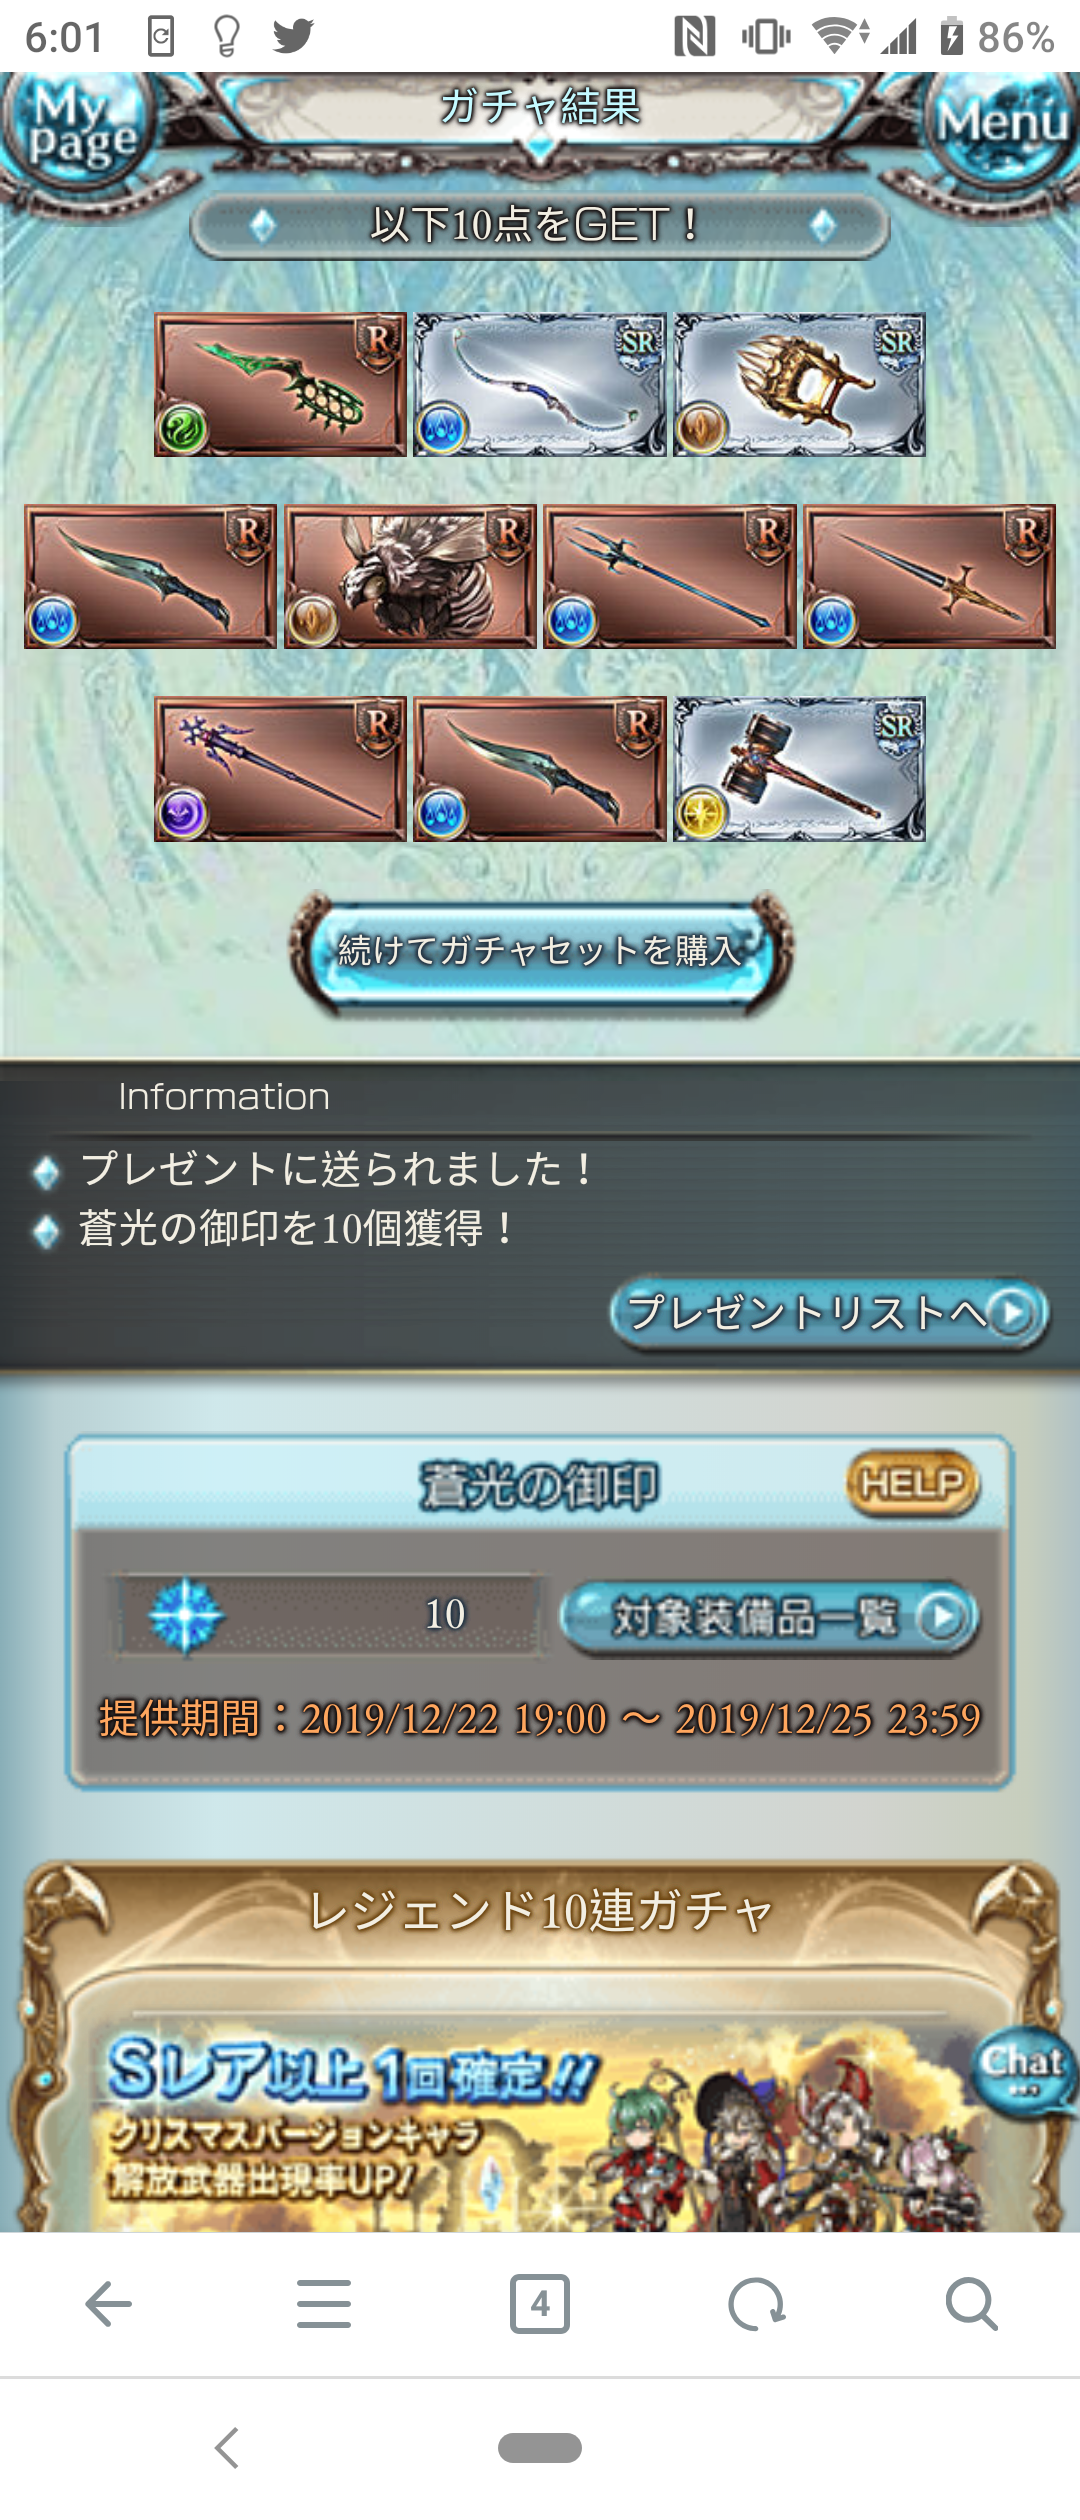 6:01
86%
My page
ガチャ結果
Menu
以下10点をGET！
R
SR
SR
R
R
R
R
R
R
SR
続けてガチャセットを購入
Information
プレゼントに送られました！
蒼光の御印を10個獲得！
プレゼントリストへ
蒼光の御印
HELP
10
対象装備品一覧
提供期間：2019/12/22 19:00 ～ 2019/12/25 23:59
レジェンド10連ガチャ
Sレア以上1回確定!!
クリスマスバージョンキャラ
解放武器出現率UP!
Chat
4